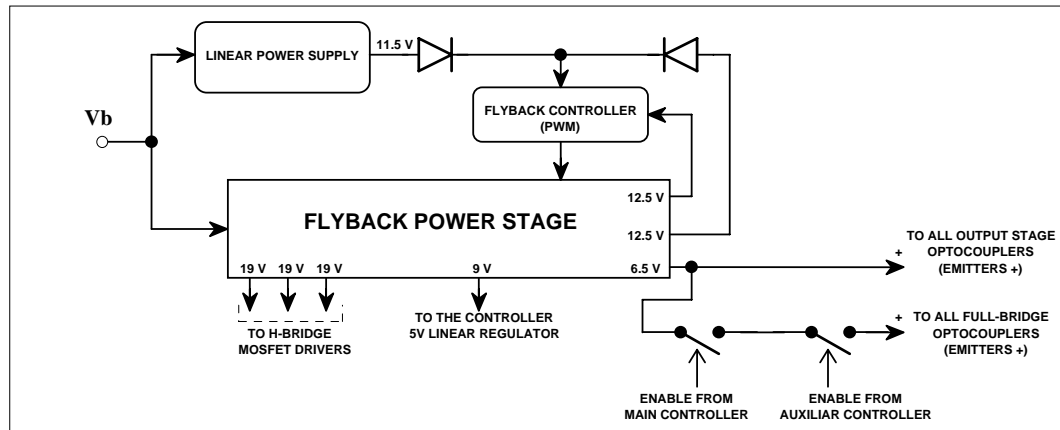 LINEAR POWER SUPPLY
11.5 V
Vb
FLYBACK CONTROLLER
(PWM)
FLYBACK POWER STAGE
12.5 V
12.5 V
6.5 V
19 V 19 V 19 V
9 V
TO H-BRIDGE
MOSFET DRIVERS
TO THE CONTROLLER
5V LINEAR REGULATOR
+ TO ALL OUTPUT STAGE
OPTOCOUPLERS
(EMITTERS +)
+ TO ALL FULL-BRIDGE
OPTOCOUPLERS
(EMITTERS +)
ENABLE FROM
MAIN CONTROLLER
ENABLE FROM
AUXILIAR CONTROLLER